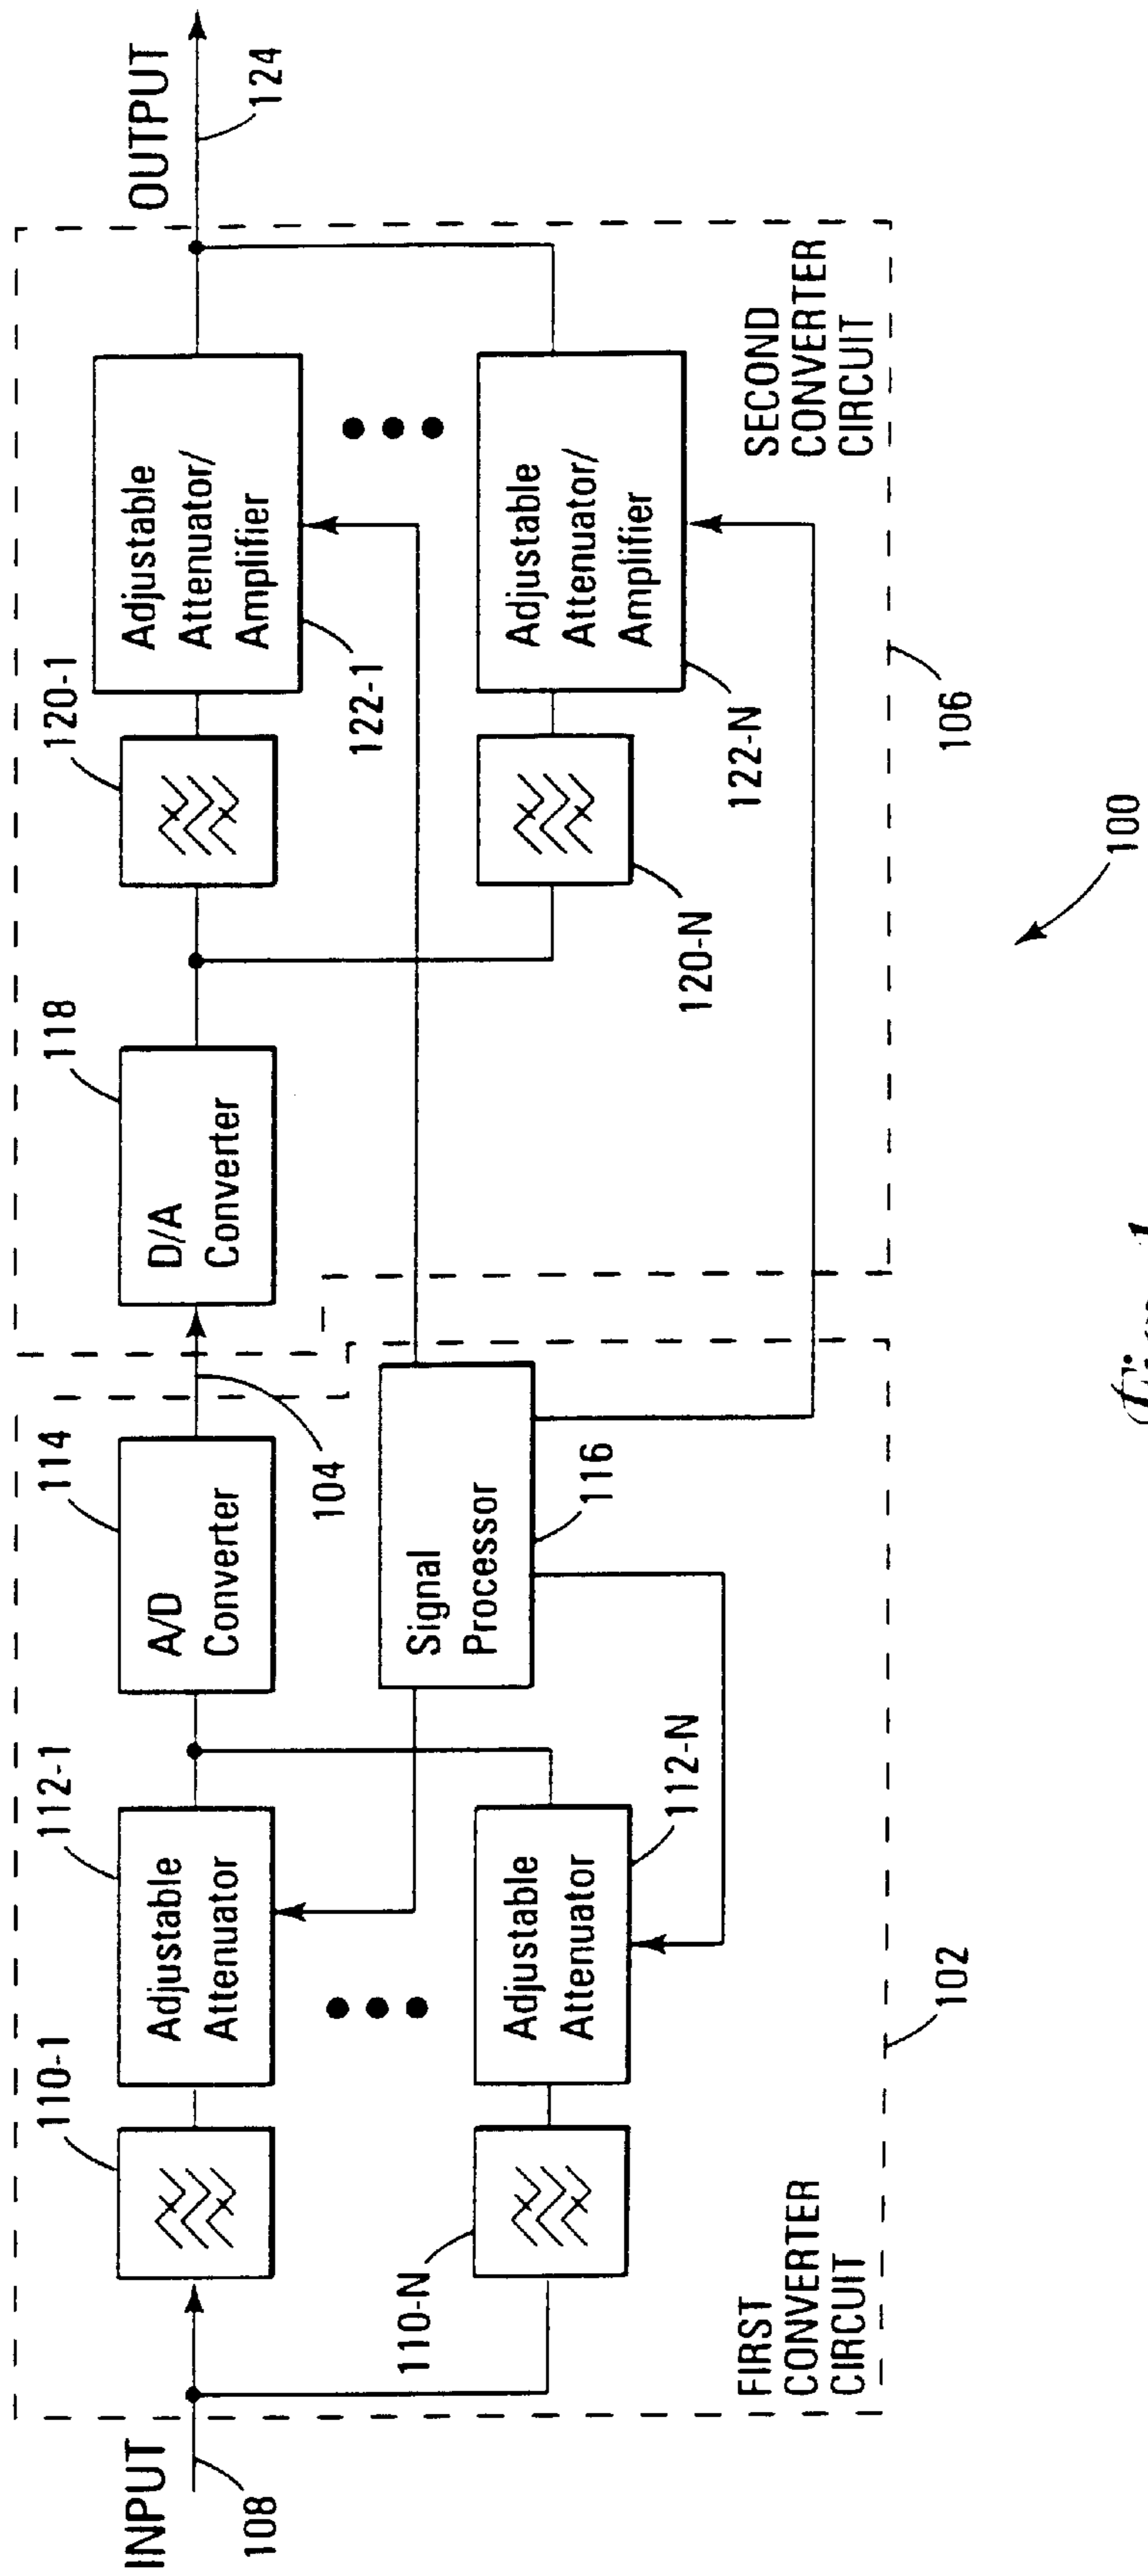 INPUT
108
FIRST
CONVERTER
CIRCUIT
110-1
110-N
Adjustable
Attenuator
112-1
Adjustable
Attenuator
112-N
A/D
Converter
114
104
Signal
Processor
116
102
D/A
Converter
118
120-1
120-N
Adjustable
Attenuator/
Amplifier
122-1
Adjustable
Attenuator/
Amplifier
122-N
SECOND
CONVERTER
CIRCUIT
106
OUTPUT
124
100